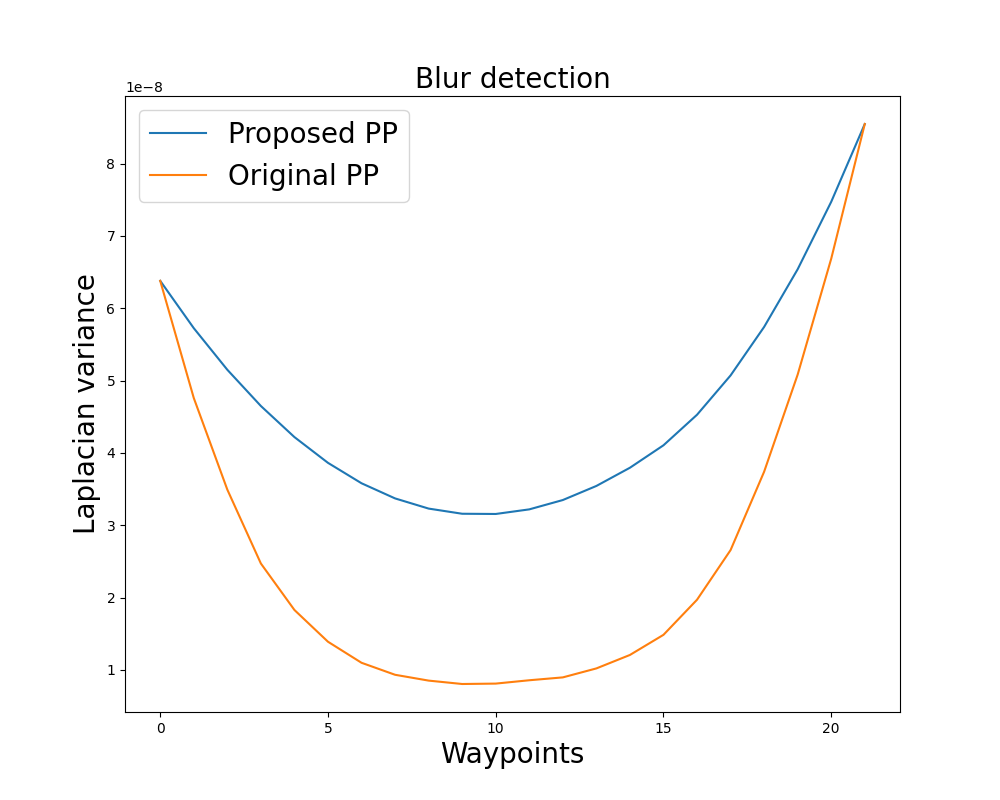 Blur detection
1e−8
Proposed PP
Original PP
8
7
6
5
4
3
2
1
Laplacian variance
0 5 10 15 20
Waypoints